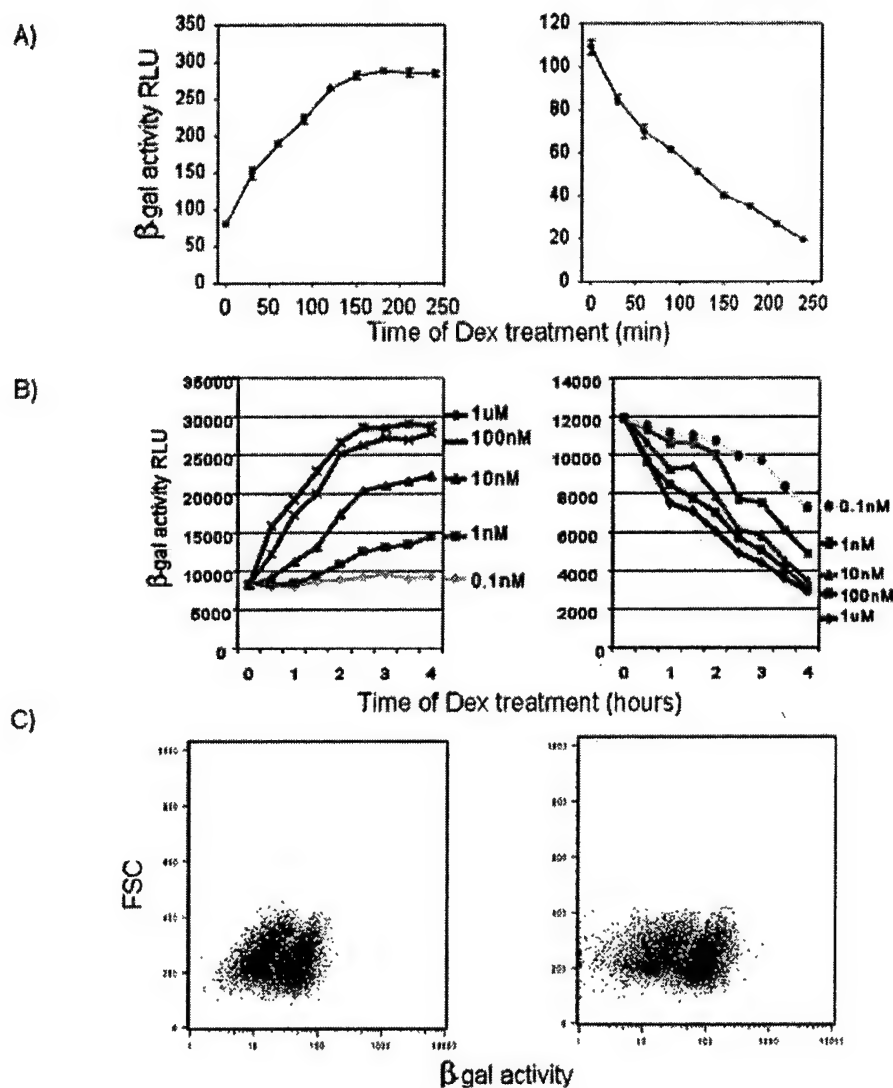 A)
β-gal activity RLU
350
300
250
200
150
100
50
0
0 50 100 150 200 250
120
100
80
60
40
20
0
0 50 100 150 200 250
Time of Dex treatment (min)
B)
β-gal activity RLU
35000
30000
25000
20000
15000
10000
5000
0
0 1 2 3 4
1uM
100nM
10nM
1nM
0.1nM
14000
12000
10000
8000
6000
4000
2000
0
0 1 2 3 4
0.1nM
1nM
10nM
100nM
1uM
Time of Dex treatment (hours)
C)
FSC
β-gal activity